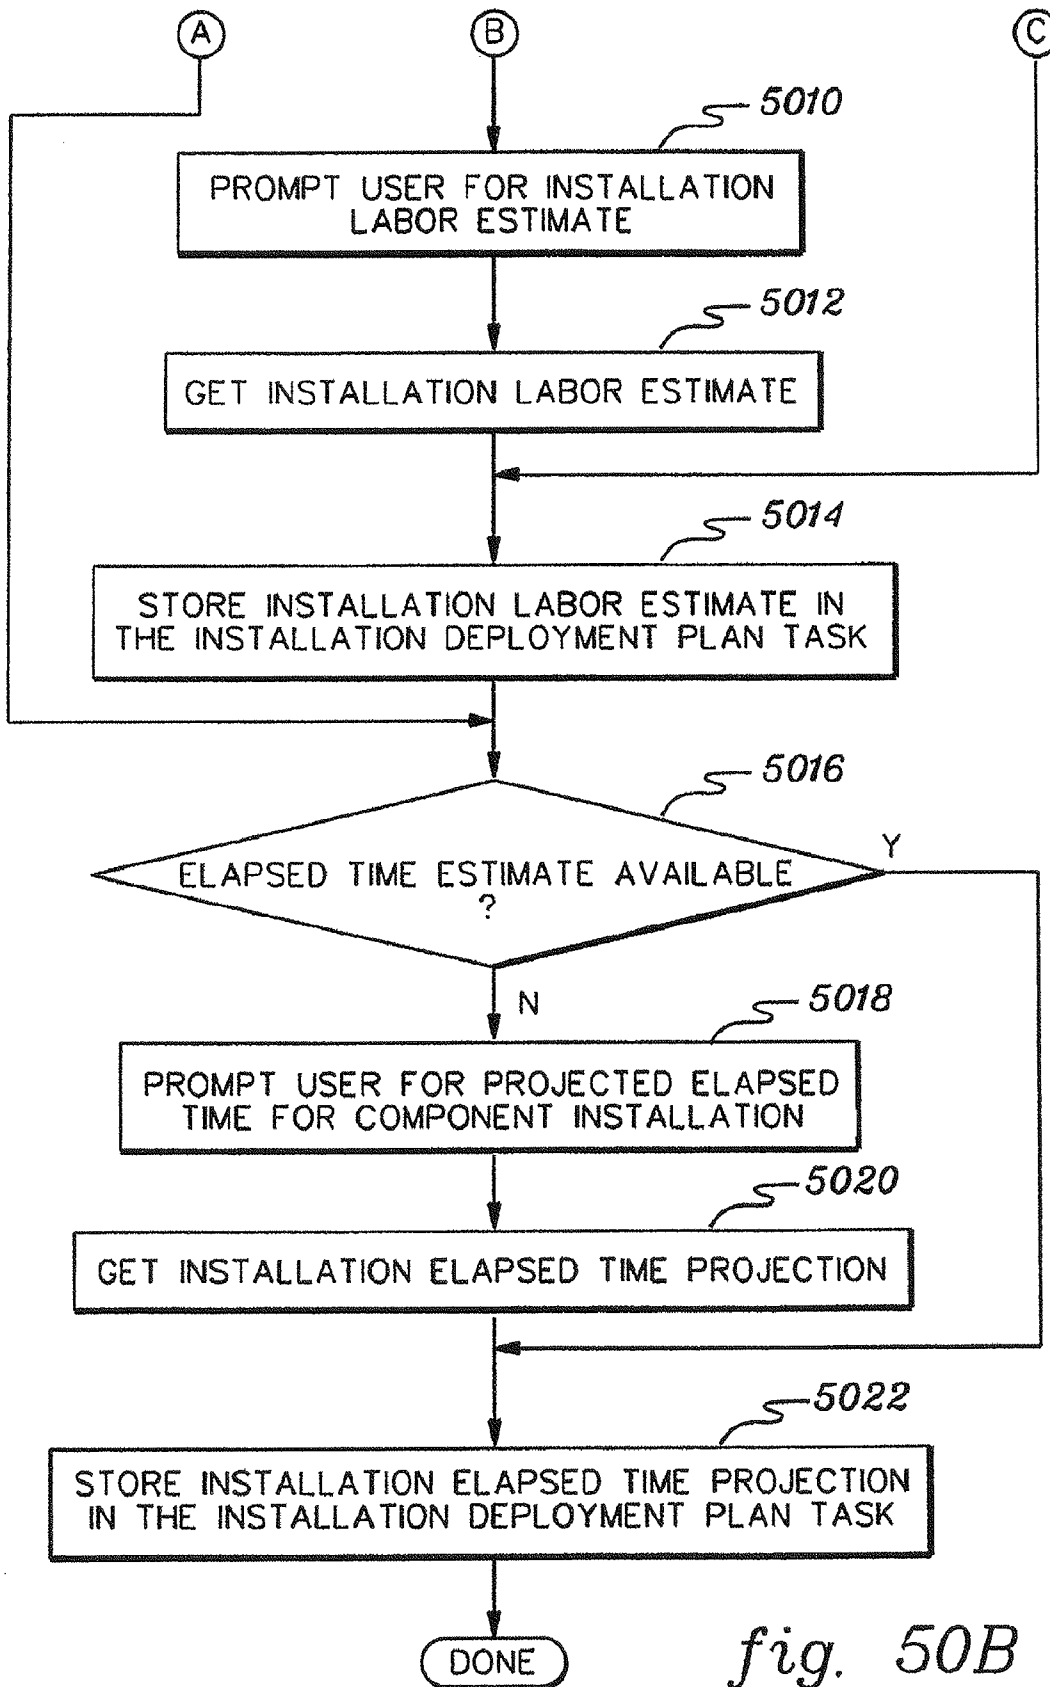 A
B
C
5010
PROMPT USER FOR INSTALLATION
LABOR ESTIMATE
5012
GET INSTALLATION LABOR ESTIMATE
5014
STORE INSTALLATION LABOR ESTIMATE IN
THE INSTALLATION DEPLOYMENT PLAN TASK
5016
ELAPSED TIME ESTIMATE AVAILABLE
?
Y
N
5018
PROMPT USER FOR PROJECTED ELAPSED
TIME FOR COMPONENT INSTALLATION
5020
GET INSTALLATION ELAPSED TIME PROJECTION
5022
STORE INSTALLATION ELAPSED TIME PROJECTION
IN THE INSTALLATION DEPLOYMENT PLAN TASK
DONE
fig. 50B